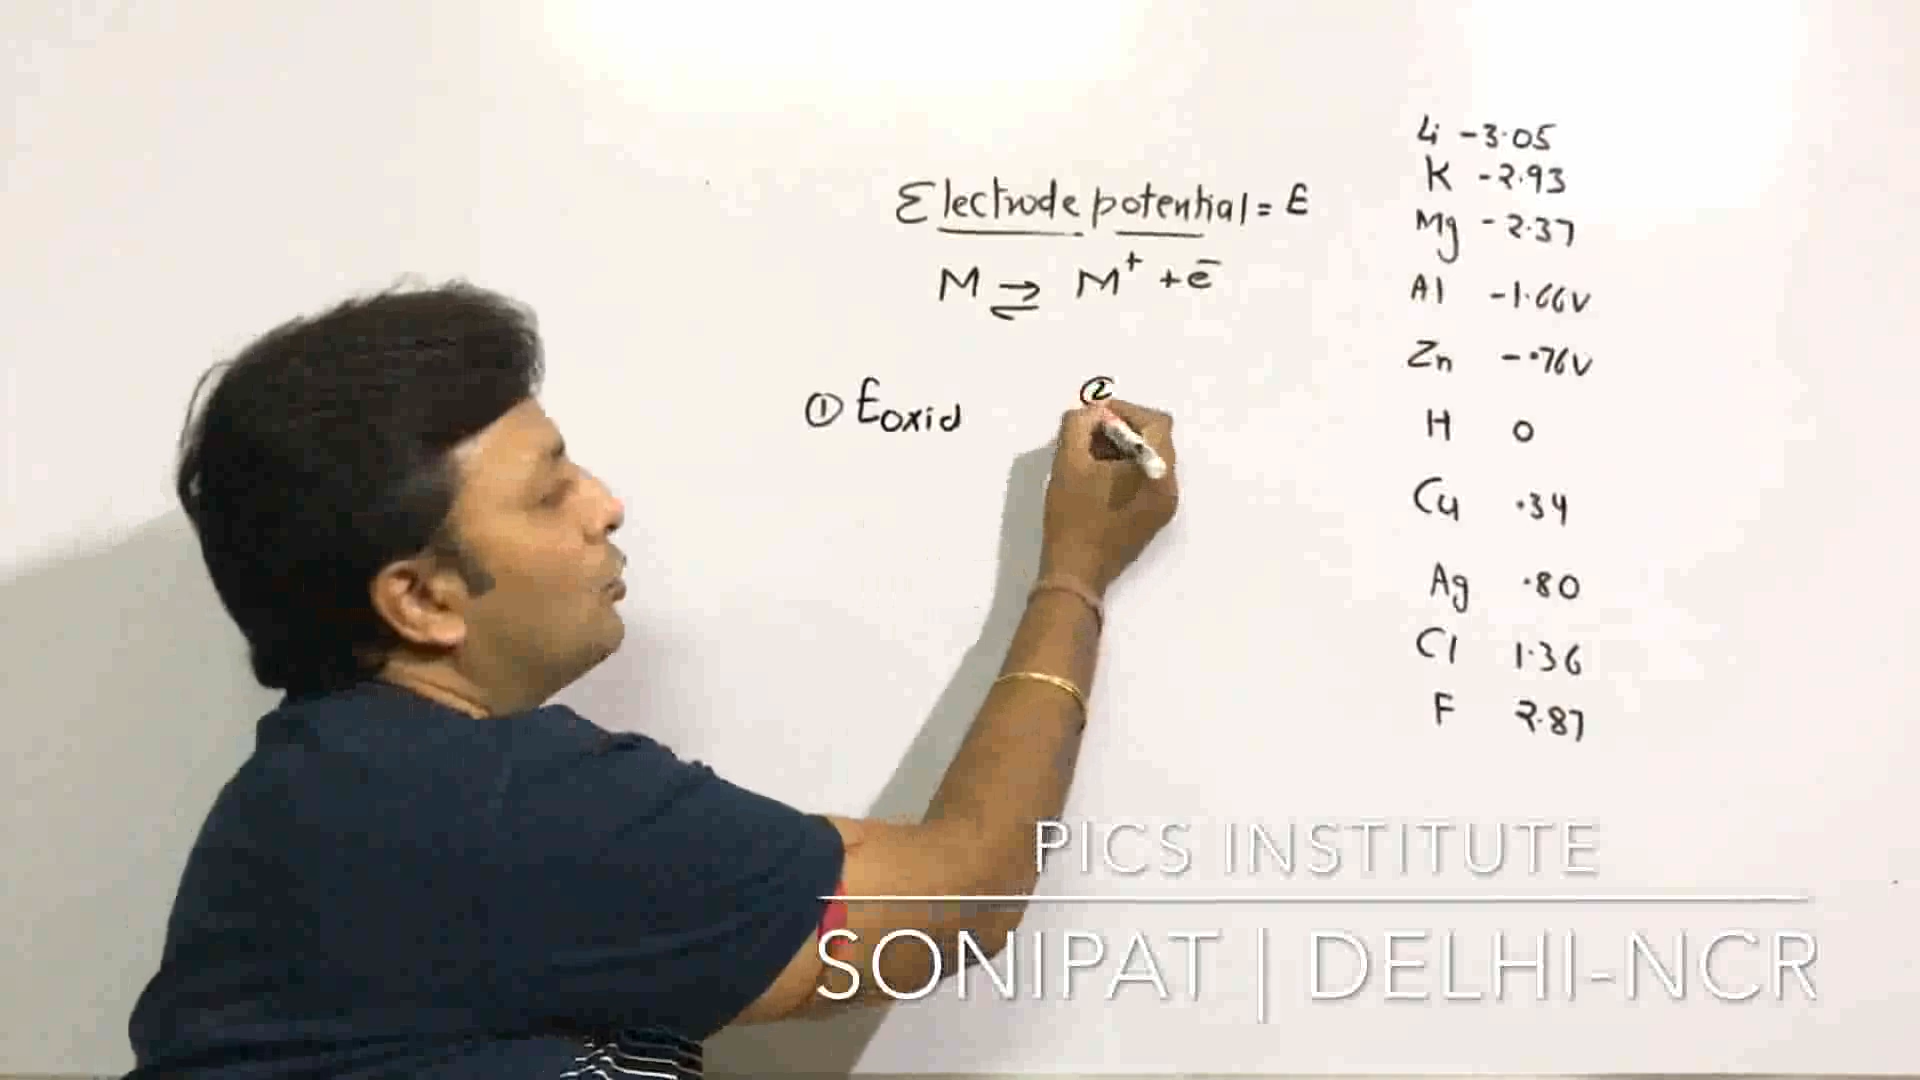 Electrode potential = E
M ⇌ M⁺ + e⁻
① Eoxid ②
Li -3.05
K -2.93
Mg -2.37
Al -1.66V
Zn -.76V
H 0
Cu .34
Ag .80
Cl 1.36
F 2.87
PICS INSTITUTE
SONIPAT | DELHI-NCR